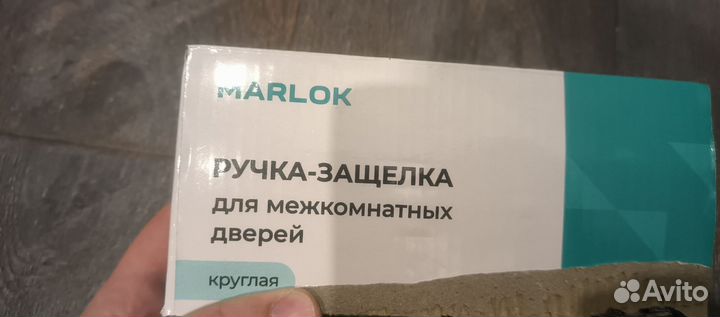 MARLOK
РУЧКА-ЗАЩЕЛКА
для межкомнатных
дверей
круглая
Avito